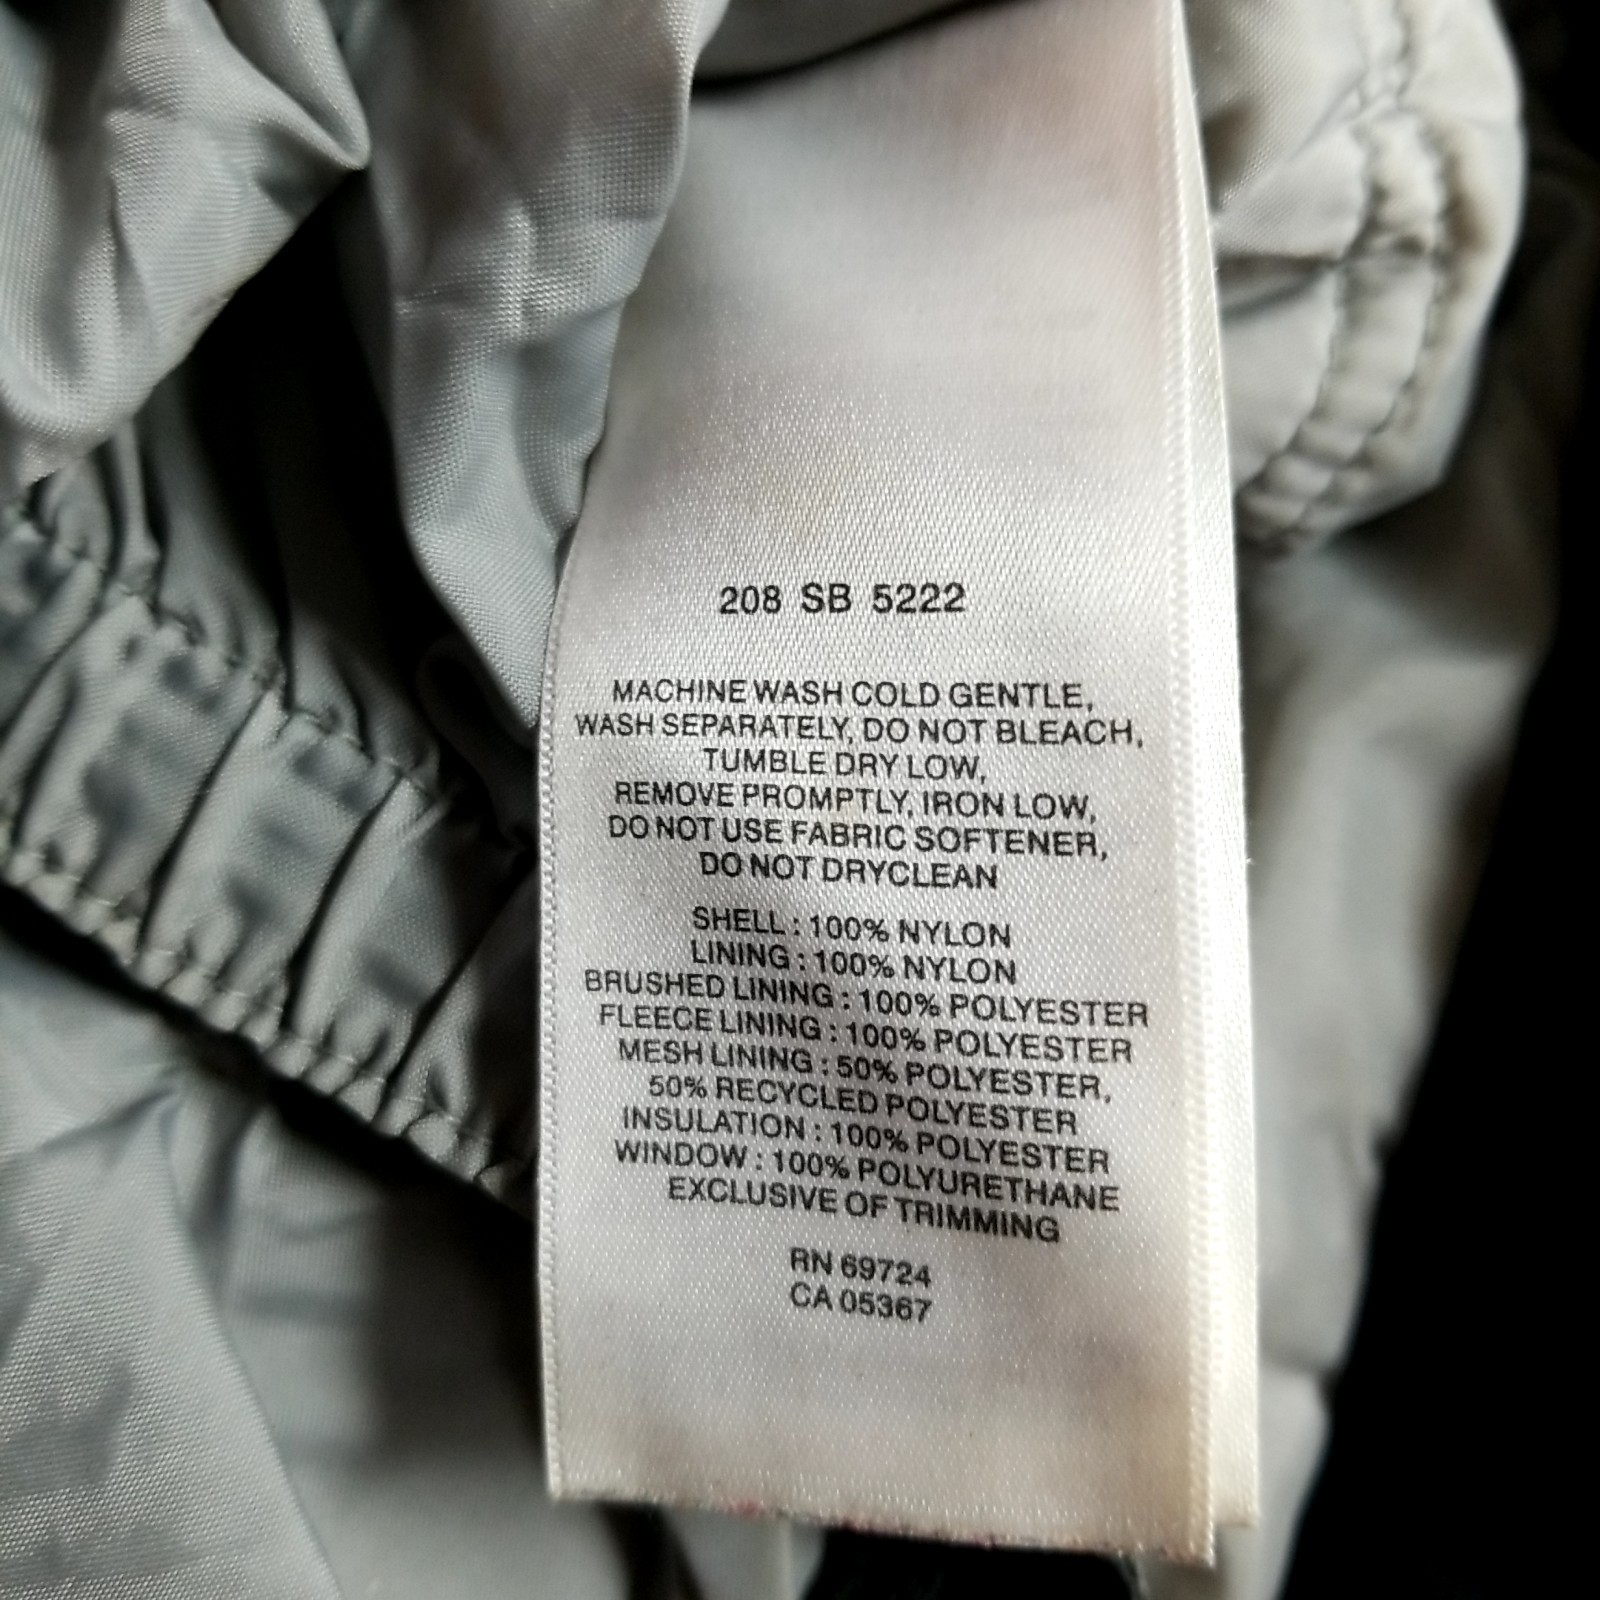 208 SB 5222
MACHINE WASH COLD GENTLE,
WASH SEPARATELY, DO NOT BLEACH,
TUMBLE DRY LOW,
REMOVE PROMPTLY, IRON LOW,
DO NOT USE FABRIC SOFTENER,
DO NOT DRYCLEAN
SHELL : 100% NYLON
LINING : 100% NYLON
BRUSHED LINING : 100% POLYESTER
FLEECE LINING : 100% POLYESTER
MESH LINING : 50% POLYESTER,
50% RECYCLED POLYESTER
INSULATION : 100% POLYESTER
WINDOW : 100% POLYURETHANE
EXCLUSIVE OF TRIMMING
RN 69724
CA 05367